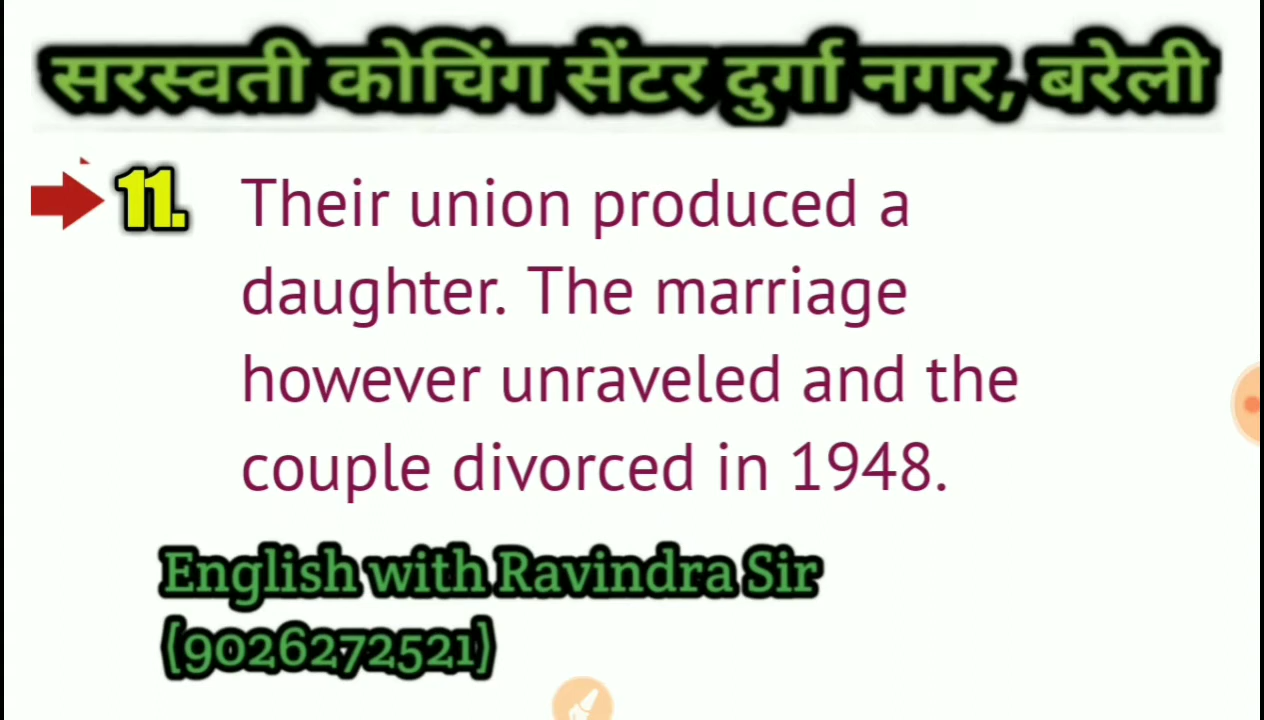 सरस्वती कोचिंग सेंटर दुर्गा नगर, बरेली
11. Their union produced a
daughter. The marriage
however unraveled and the
couple divorced in 1948.
English with Ravindra Sir
(9026272521)